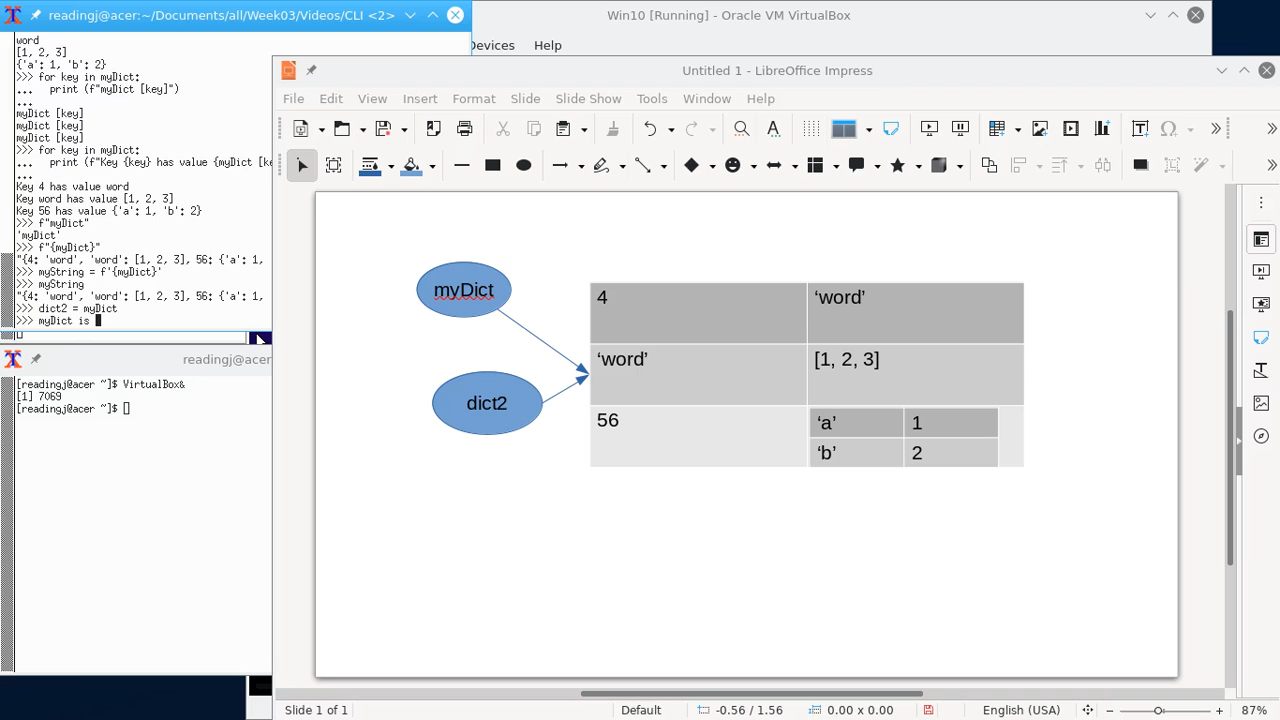 readingj@acer:~/Documents/all/Week03/Videos/CLI <2>
word
[1, 2, 3]
{'a': 1, 'b': 2}
>>> for key in myDict:
...   print (f"myDict [key]")
...
myDict [key]
myDict [key]
myDict [key]
>>> for key in myDict:
...   print (f"Key {key} has value {myDict [ke
...
Key 4 has value word
Key word has value [1, 2, 3]
Key 56 has value {'a': 1, 'b': 2}
>>> f"myDict"
'myDict'
>>> f"{myDict}"
"{4: 'word', 'word': [1, 2, 3], 56: {'a': 1,
>>> myString = f'{myDict}'
>>> myString
"{4: 'word', 'word': [1, 2, 3], 56: {'a': 1,
>>> dict2 = myDict
>>> myDict is
readingj@acer
[readingj@acer ~]$ VirtualBox&
[1] 7069
[readingj@acer ~]$
Win10 [Running] - Oracle VM VirtualBox
Devices Help
Untitled 1 - LibreOffice Impress
File Edit View Insert Format Slide Slide Show Tools Window Help
myDict
dict2
4 ‘word’
‘word’ [1, 2, 3]
56 ‘a’ 1
‘b’ 2
Slide 1 of 1 Default -0.56 / 1.56 0.00 x 0.00 English (USA) 87%